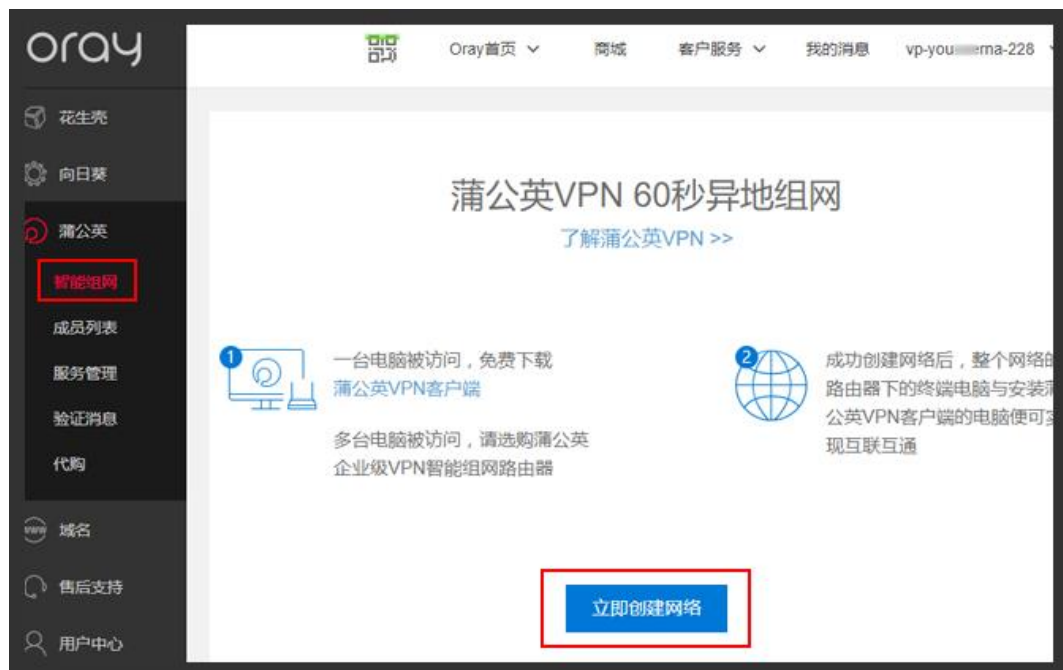 oray
Oray首页
商城
客户服务
我的消息
vp-you
rna-228
花生壳
向日葵
蒲公英
智能组网
成员列表
服务管理
验证消息
代购
域名
售后支持
用户中心
蒲公英VPN 60秒异地组网
了解蒲公英VPN >>
1
一台电脑被访问，免费下载
蒲公英VPN客户端
多台电脑被访问，请选购蒲公英
企业级VPN智能组网路由器
2
成功创建网络后，整个网络
路由器下的终端电脑与安装
公英VPN客户端的电脑便可
现互联互通
立即创建网络
www